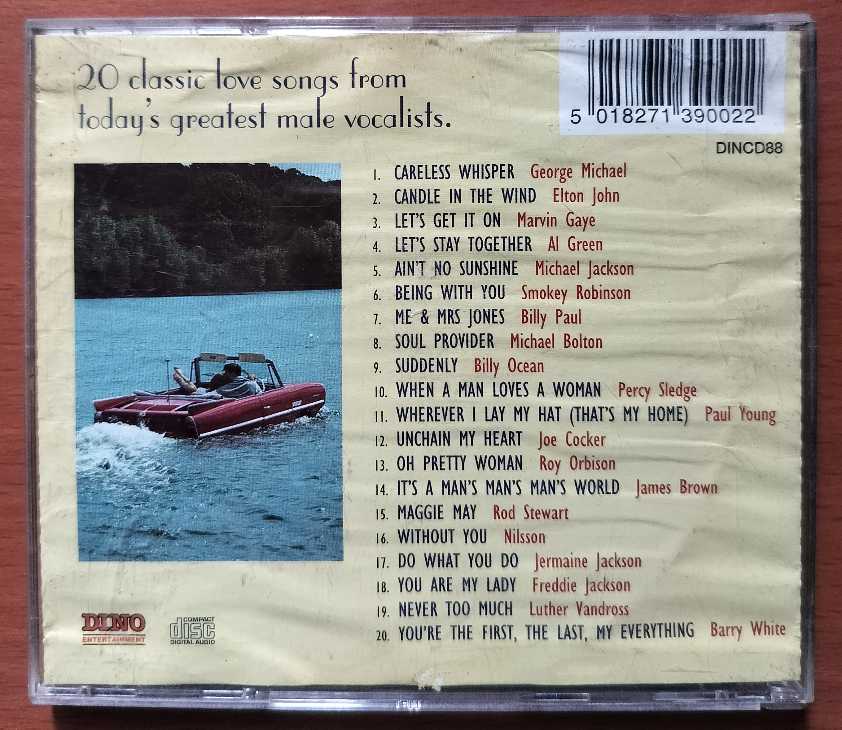 20 classic love songs from
today's greatest male vocalists.
5 018271 390022
DINCD88
1. CARELESS WHISPER George Michael
2. CANDLE IN THE WIND Elton John
3. LET'S GET IT ON Marvin Gaye
4. LET'S STAY TOGETHER Al Green
5. AIN'T NO SUNSHINE Michael Jackson
6. BEING WITH YOU Smokey Robinson
7. ME & MRS JONES Billy Paul
8. SOUL PROVIDER Michael Bolton
9. SUDDENLY Billy Ocean
10. WHEN A MAN LOVES A WOMAN Percy Sledge
11. WHEREVER I LAY MY HAT (THAT'S MY HOME) Paul Young
12. UNCHAIN MY HEART Joe Cocker
13. OH PRETTY WOMAN Roy Orbison
14. IT'S A MAN'S MAN'S MAN'S WORLD James Brown
15. MAGGIE MAY Rod Stewart
16. WITHOUT YOU Nilsson
17. DO WHAT YOU DO Jermaine Jackson
18. YOU ARE MY LADY Freddie Jackson
19. NEVER TOO MUCH Luther Vandross
20. YOU'RE THE FIRST, THE LAST, MY EVERYTHING Barry White
DINO
ENTERTAINMENT
COMPACT
disc
DIGITAL AUDIO